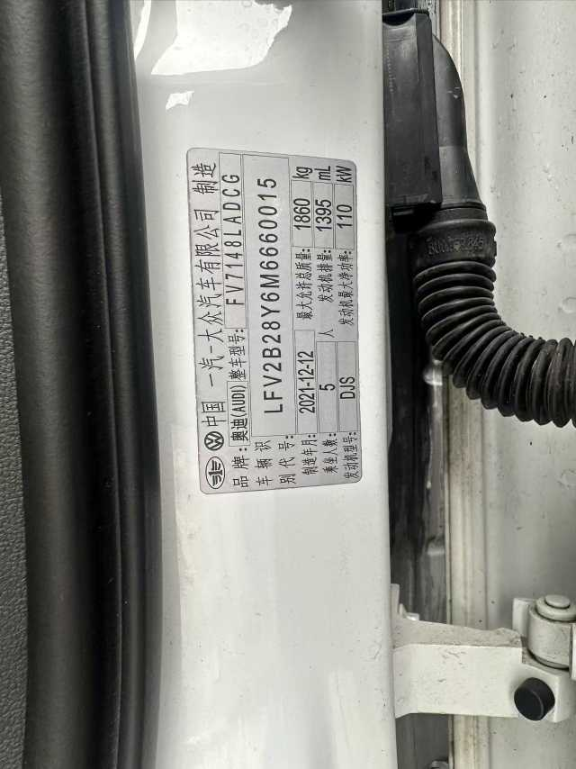 中国 一汽-大众汽车有限公司 制造
品牌: 奥迪(AUDI) 整车型号: FV7148LADCG
车辆识别代号: LFV2B28Y6M6660015
制造年月: 2021-12-12 最大允许总质量: 1860 kg
乘坐人数: 5 人 发动机排量: 1395 mL
发动机型号: DJS 发动机最大净功率: 110 kW